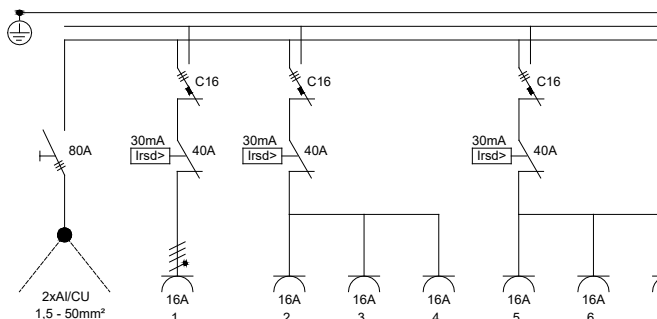 C16
C16
C16
80A
30mA
Irsd>
40A
30mA
Irsd>
40A
30mA
Irsd>
40A
2xAl/CU
1,5 - 50mm²
16A
1
16A
2
16A
3
16A
4
16A
5
16A
6